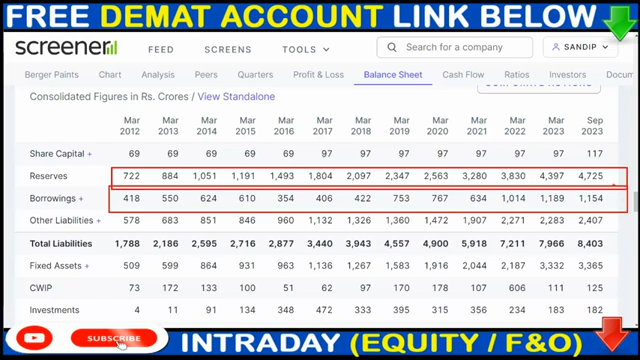 FREE DEMAT ACCOUNT LINK BELOW
screener FEED SCREENS TOOLS Search for a company SANDIP
Berger Paints Chart Analysis Peers Quarters Profit & Loss Balance Sheet Cash Flow Ratios Investors Docum
Consolidated Figures in Rs. Crores / View Standalone
Mar 2012 Mar 2013 Mar 2014 Mar 2015 Mar 2016 Mar 2017 Mar 2018 Mar 2019 Mar 2020 Mar 2021 Mar 2022 Mar 2023 Sep 2023
Share Capital + 69 69 69 69 69 97 97 97 97 97 97 97 117
Reserves 722 884 1,051 1,191 1,493 1,804 2,097 2,347 2,563 3,280 3,830 4,397 4,725
Borrowings + 418 550 624 610 354 406 422 753 767 634 1,014 1,189 1,154
Other Liabilities + 578 683 851 846 960 1,132 1,326 1,360 1,472 1,907 2,271 2,283 2,407
Total Liabilities 1,788 2,186 2,595 2,716 2,877 3,440 3,943 4,557 4,900 5,918 7,211 7,966 8,403
Fixed Assets + 509 599 864 931 963 1,136 1,267 1,583 1,916 2,044 2,187 3,332 3,365
CWIP 73 172 133 100 51 62 97 170 178 107 606 111 125
Investments 4 11 91 134 348 472 333 395 315 356 234 183 182
SUBSCRIBE INTRADAY (EQUITY / F&O)